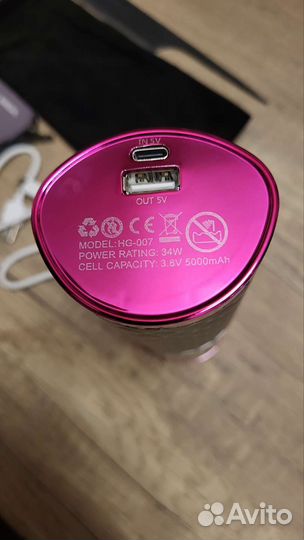 IN 5V
OUT 5V
MODEL: HG-007
POWER RATING: 34W
CELL CAPACITY: 3.8V 5000mAh
Avito